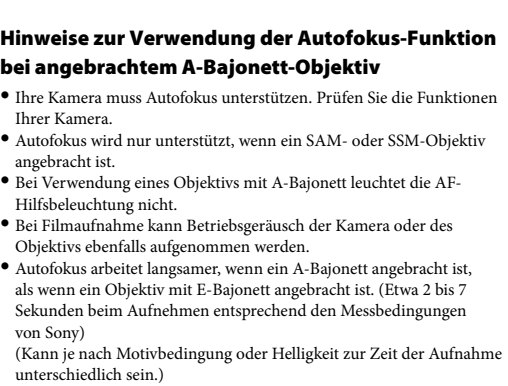 Hinweise zur Verwendung der Autofokus-Funktion
bei angebrachtem A-Bajonett-Objektiv
• Ihre Kamera muss Autofokus unterstützen. Prüfen Sie die Funktionen
Ihrer Kamera.
• Autofokus wird nur unterstützt, wenn ein SAM- oder SSM-Objektiv
angebracht ist.
• Bei Verwendung eines Objektivs mit A-Bajonett leuchtet die AF-
Hilfsbeleuchtung nicht.
• Bei Filmaufnahme kann Betriebsgeräusch der Kamera oder des
Objektivs ebenfalls aufgenommen werden.
• Autofokus arbeitet langsamer, wenn ein A-Bajonett angebracht ist,
als wenn ein Objektiv mit E-Bajonett angebracht ist. (Etwa 2 bis 7
Sekunden beim Aufnehmen entsprechend den Messbedingungen
von Sony)
(Kann je nach Motivbedingung oder Helligkeit zur Zeit der Aufnahme
unterschiedlich sein.)